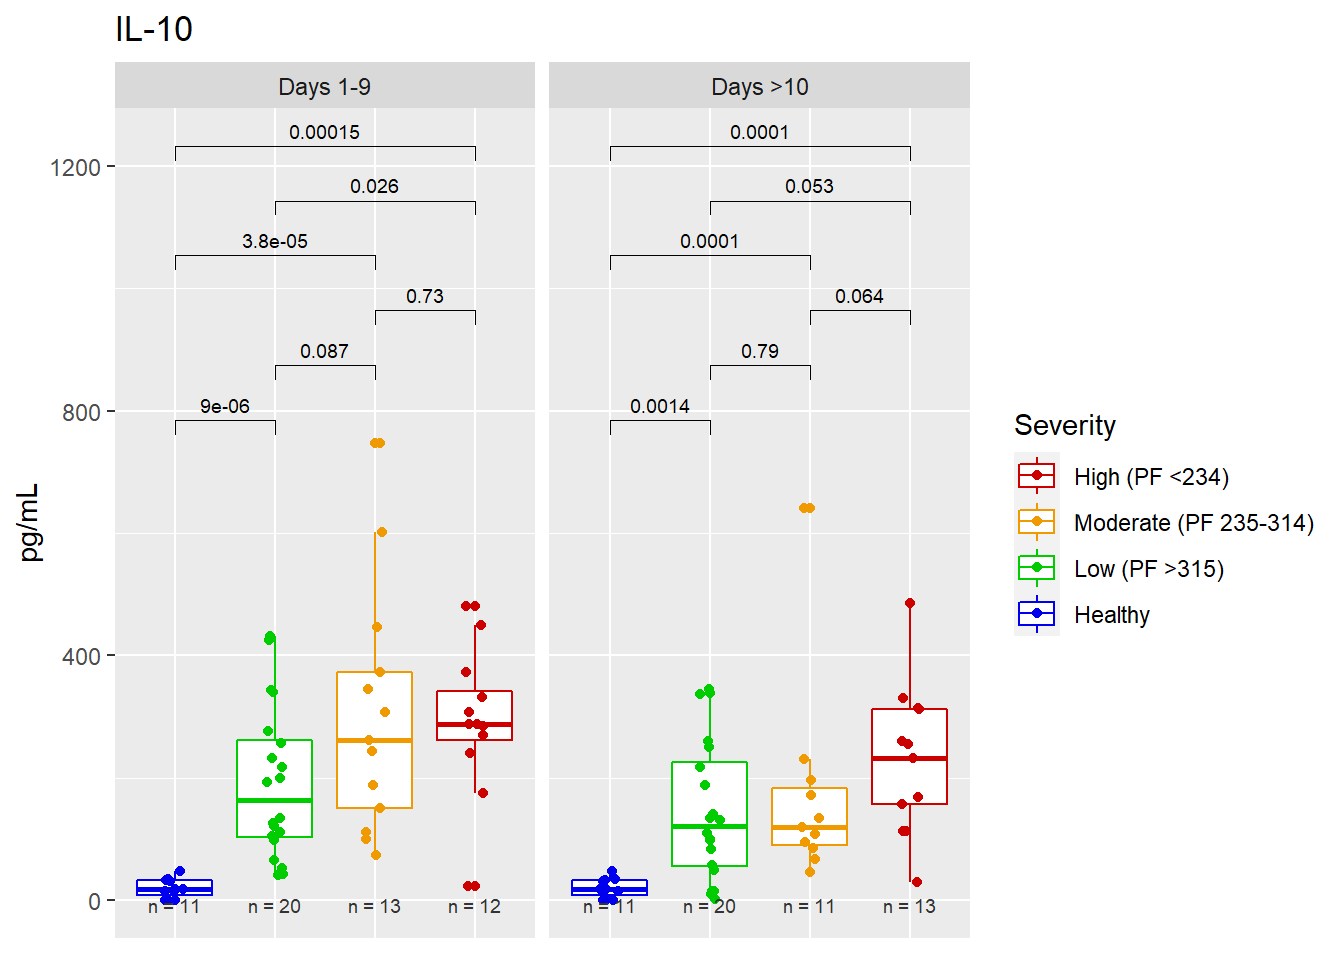 IL-10
Days 1-9
Days >10
0.00015
0.0001
0.026
0.053
3.8e-05
0.0001
0.73
0.064
0.087
0.79
9e-06
0.0014
1200
800
400
0
pg/mL
n = 11
n = 20
n = 13
n = 12
n = 11
n = 20
n = 11
n = 13
Severity
High (PF <234)
Moderate (PF 235-314)
Low (PF >315)
Healthy